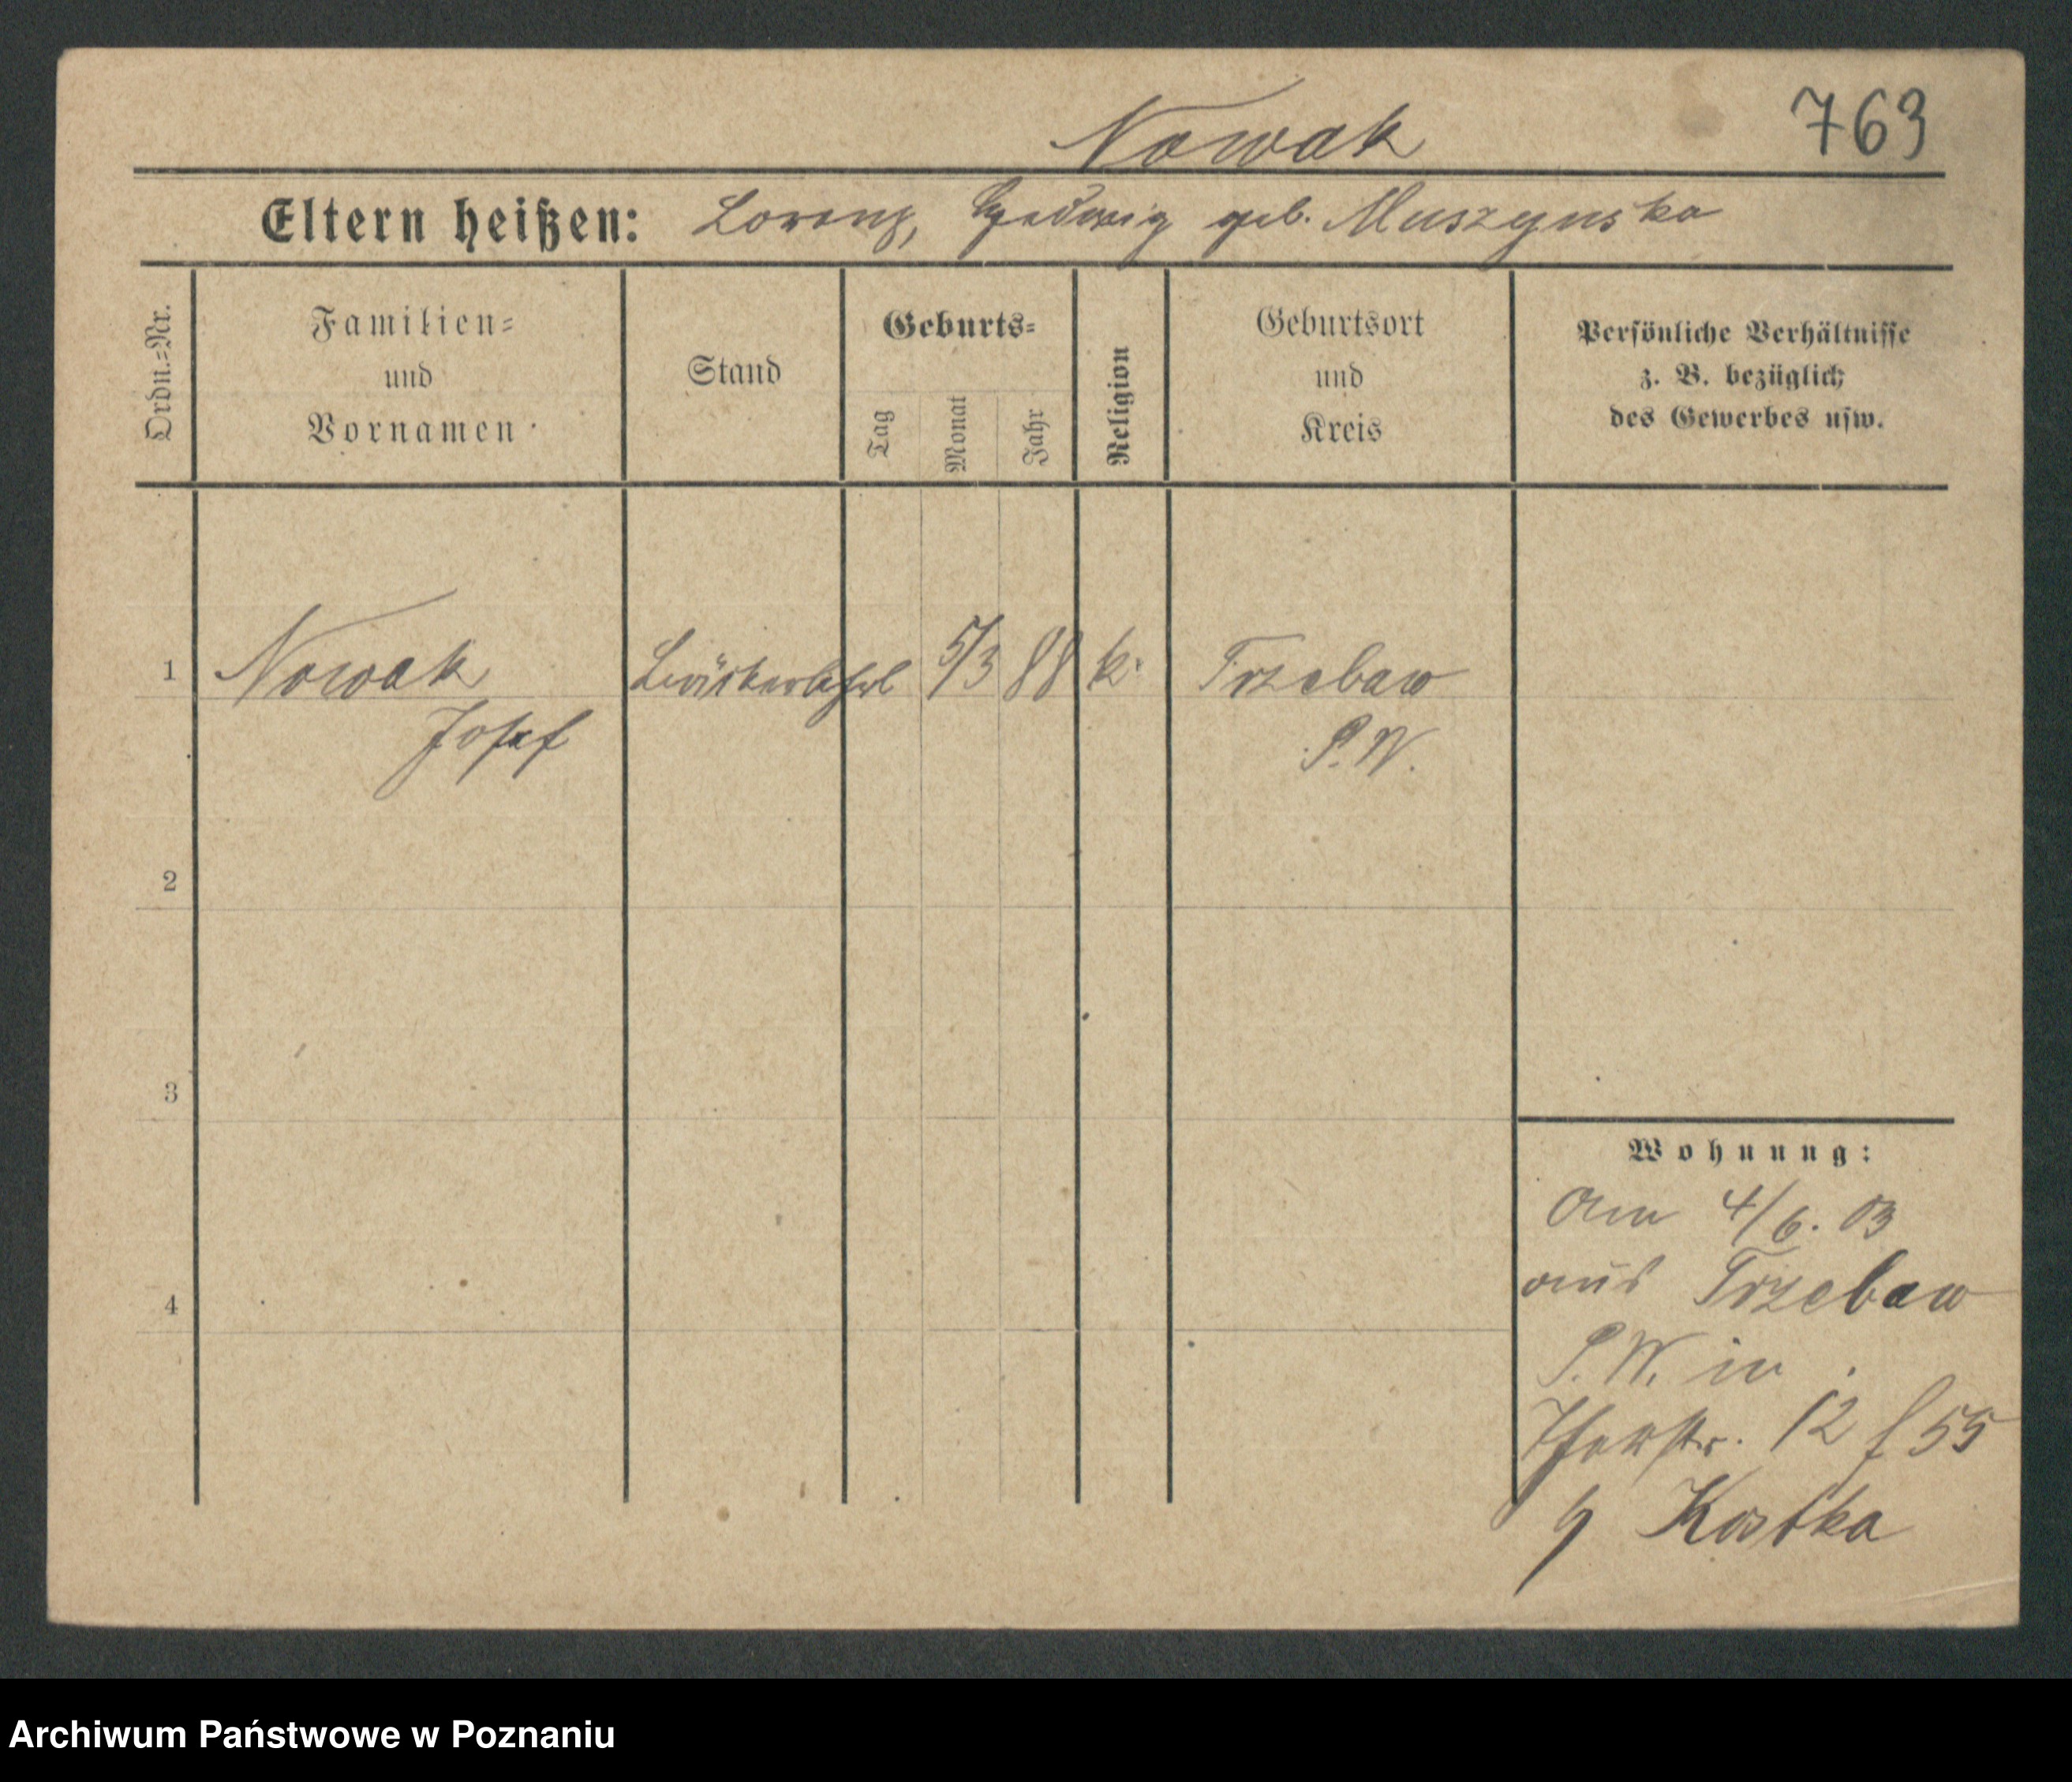 Nowak 763
Eltern heißen: Lorenz, Hedwig geb. Muszynska
Ordn.=Nr.
Familien=
und
Vornamen
Stand
Geburts=
Tag
Monat
Jahr
Religion
Geburtsort
und
Kreis
Persönliche Verhältnisse
z. B. bezüglich
des Gewerbes usw.
1 Nowak 5/3 88 k. Trzebaw
Josef P.W.
2
3
4
Wohnung:
Am 4/6. 03
aus Trzebaw
P.W. in
12 55
Kostka
Archiwum Państwowe w Poznaniu